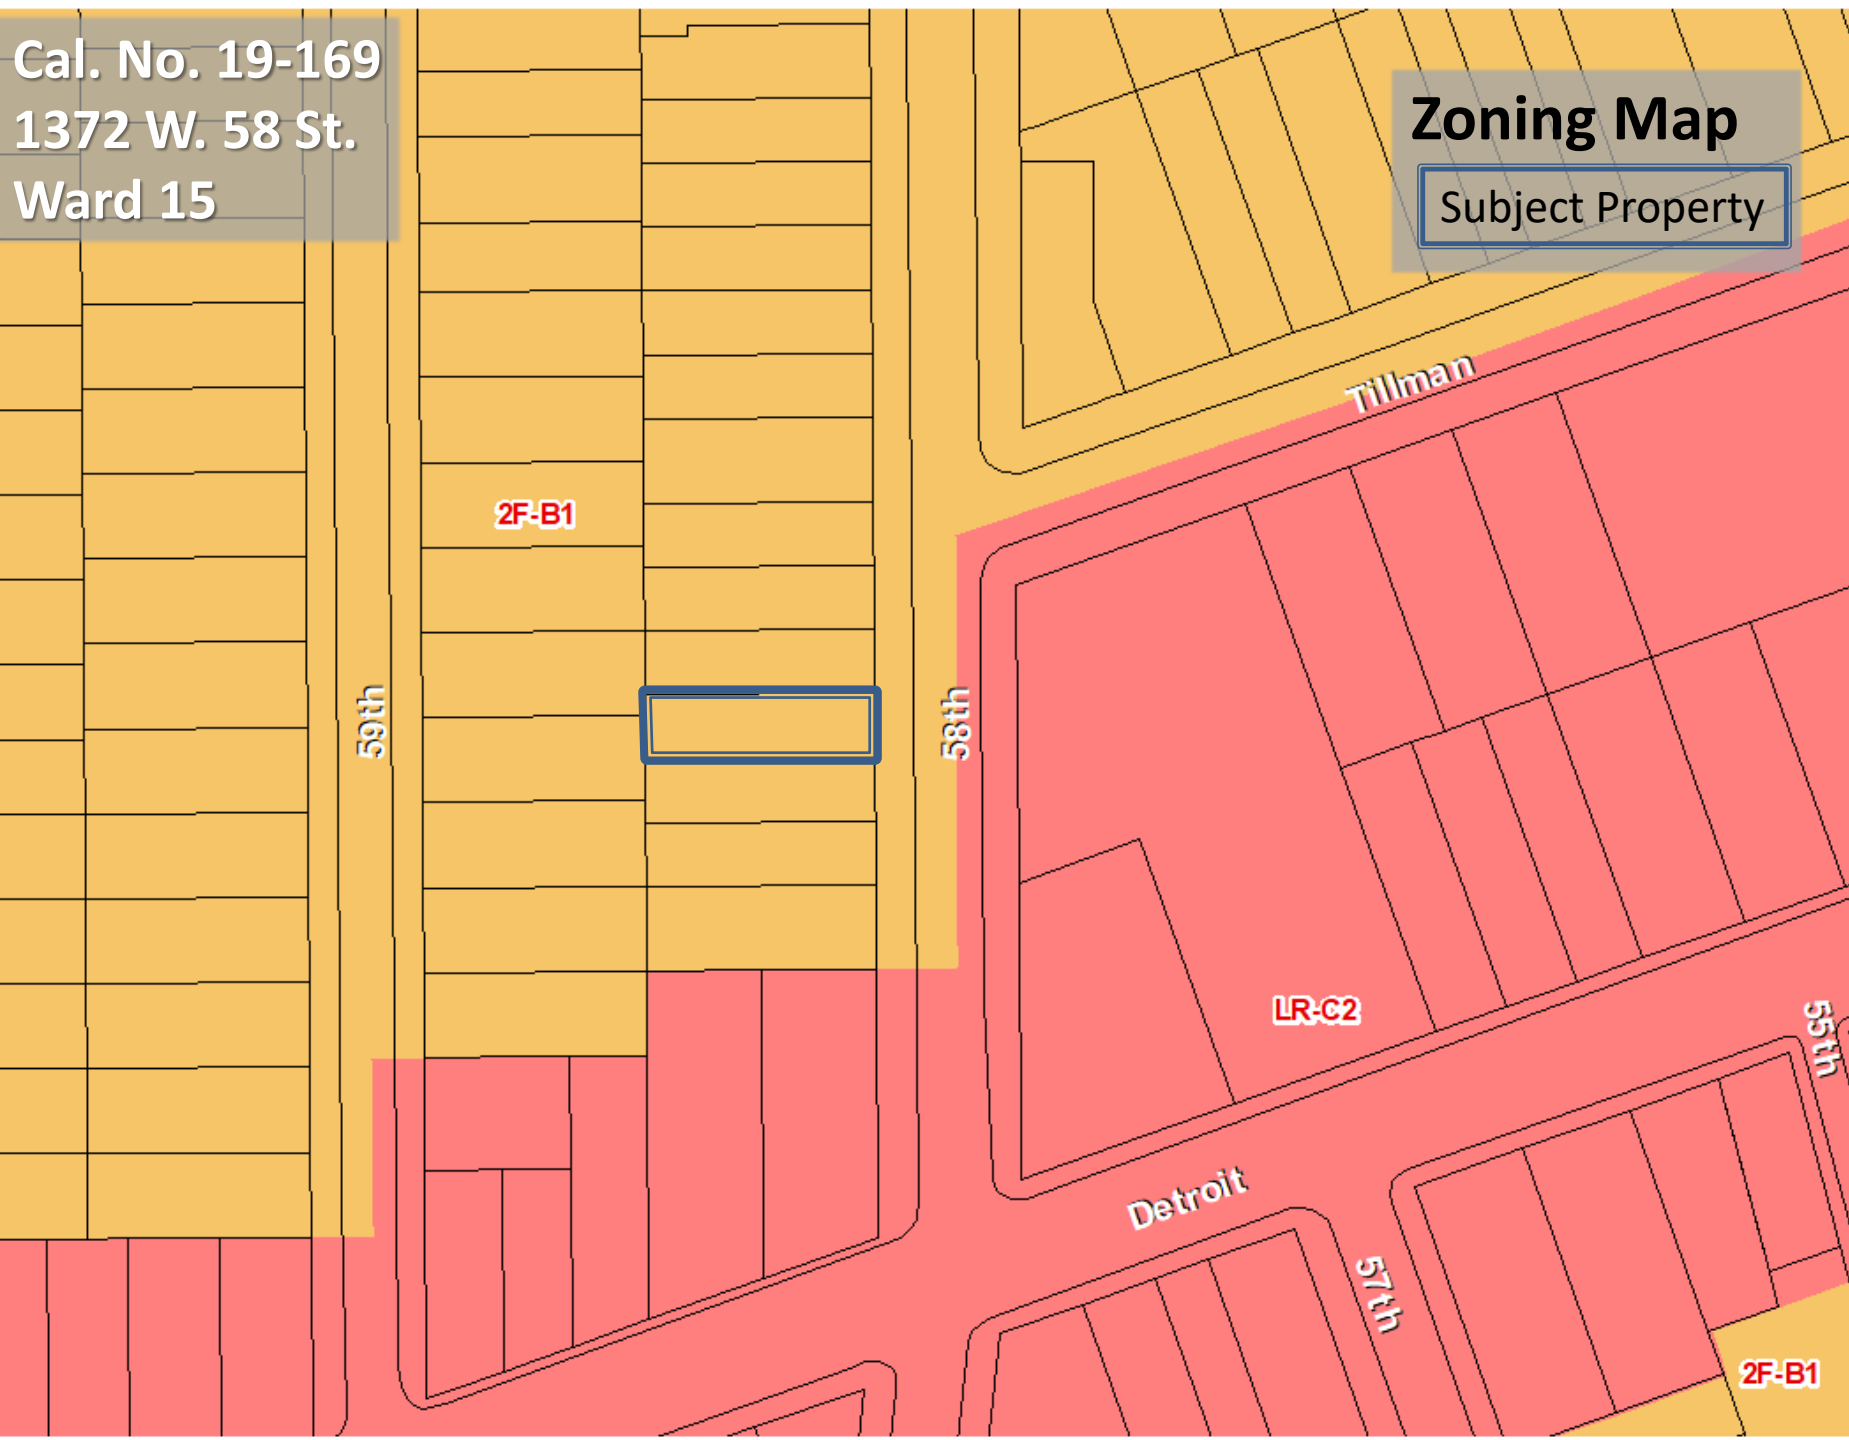 Cal. No. 19-169
1372 W. 58 St.
Ward 15
Zoning Map
Subject Property
Tillman
2F-B1
59th
58th
LR-C2
55th
Detroit
57th
2F-B1